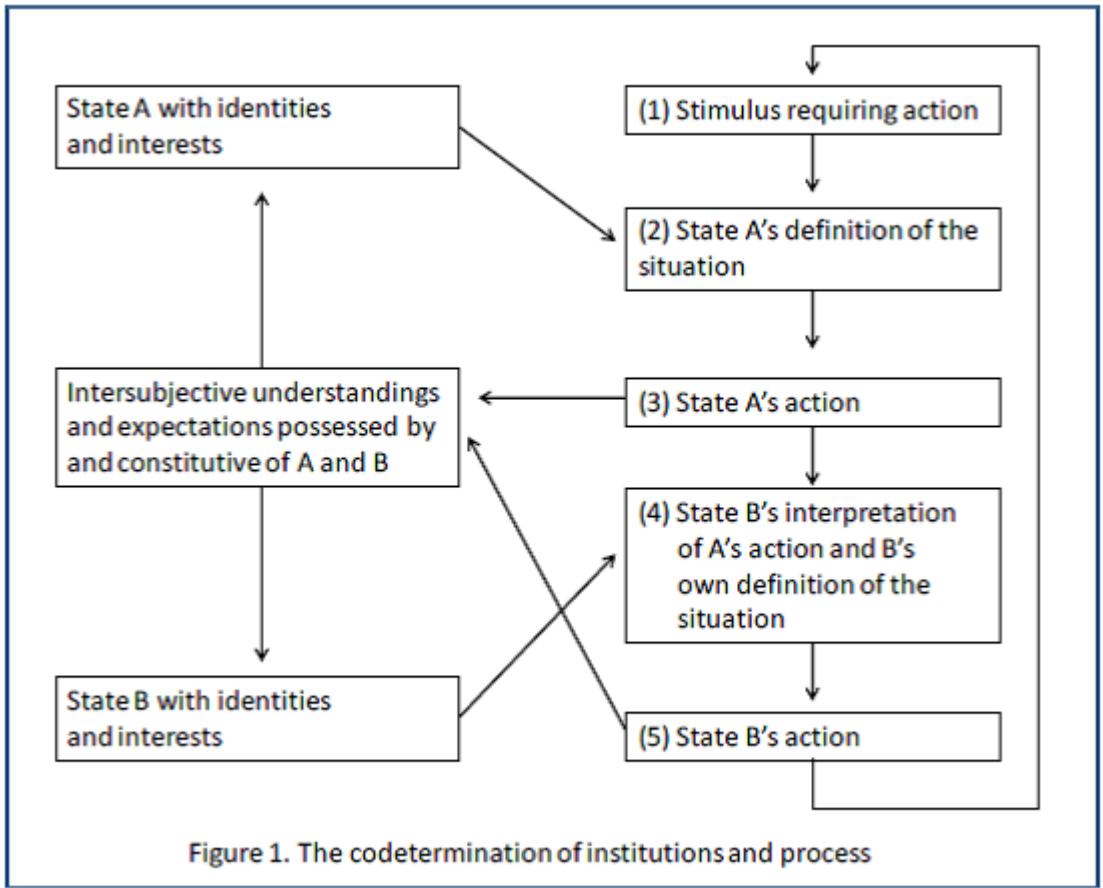 State A with identities
and interests
(1) Stimulus requiring action
(2) State A's definition of the
situation
Intersubjective understandings
and expectations possessed by
and constitutive of A and B
(3) State A's action
(4) State B's interpretation
of A's action and B's
own definition of the
situation
State B with identities
and interests
(5) State B's action
Figure 1. The codetermination of institutions and process